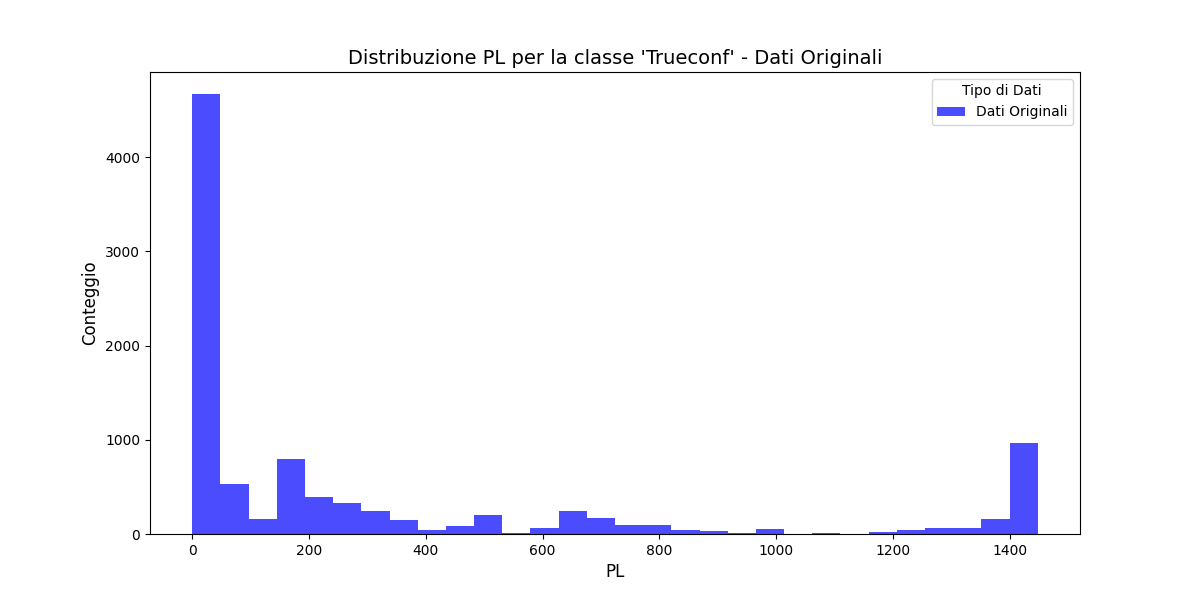 Distribuzione PL per la classe 'Trueconf' - Dati Originali
Tipo di Dati
Dati Originali
Conteggio
4000
3000
2000
1000
0
0 200 400 600 800 1000 1200 1400
PL